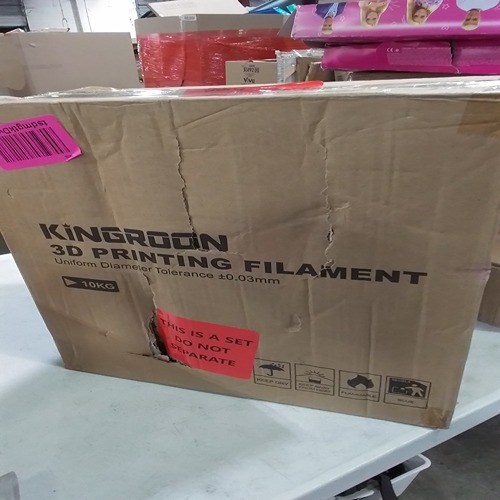 KINGROON
3D PRINTING FILAMENT
Uniform Diameter Tolerance ±0.03mm
10KG
THIS IS A SET
DO NOT
SEPARATE